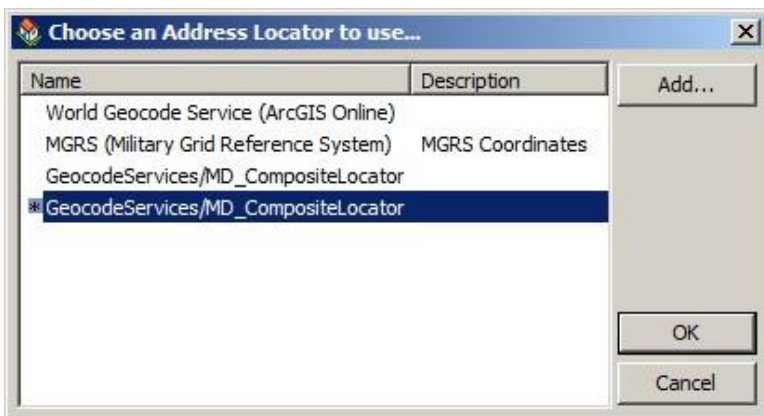 Choose an Address Locator to use...
Name Description
Add...
World Geocode Service (ArcGIS Online)
MGRS (Military Grid Reference System) MGRS Coordinates
GeocodeServices/MD_CompositeLocator
* GeocodeServices/MD_CompositeLocator
OK
Cancel